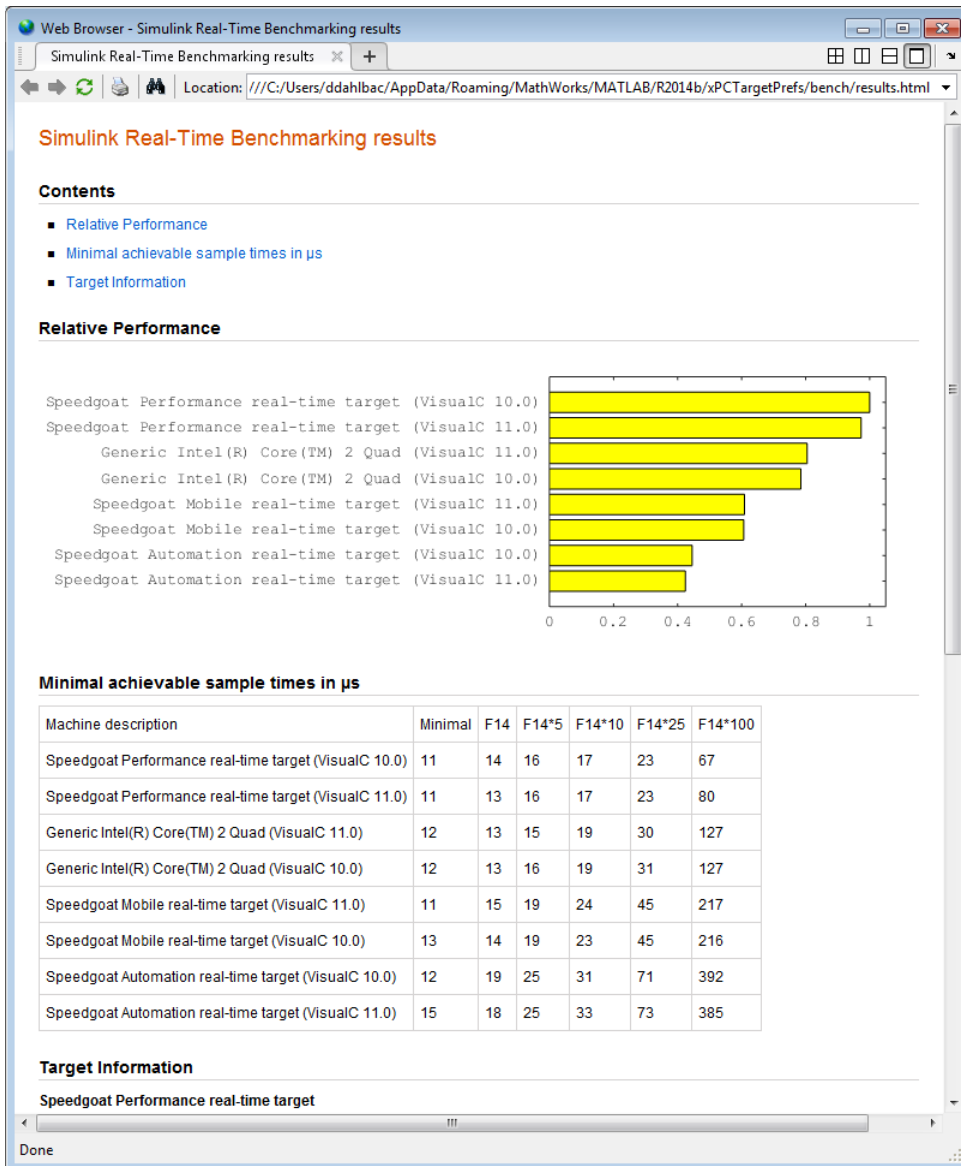 Web Browser - Simulink Real-Time Benchmarking results
Simulink Real-Time Benchmarking results
Location: ///C:/Users/ddahlbac/AppData/Roaming/MathWorks/MATLAB/R2014b/xPCTargetPrefs/bench/results.html
Simulink Real-Time Benchmarking results
Contents
Relative Performance
Minimal achievable sample times in µs
Target Information
Relative Performance
Speedgoat Performance real-time target (VisualC 10.0)
Speedgoat Performance real-time target (VisualC 11.0)
Generic Intel(R) Core(TM) 2 Quad (VisualC 11.0)
Generic Intel(R) Core(TM) 2 Quad (VisualC 10.0)
Speedgoat Mobile real-time target (VisualC 11.0)
Speedgoat Mobile real-time target (VisualC 10.0)
Speedgoat Automation real-time target (VisualC 10.0)
Speedgoat Automation real-time target (VisualC 11.0)
0 0.2 0.4 0.6 0.8 1
Minimal achievable sample times in µs
Machine description Minimal F14 F14*5 F14*10 F14*25 F14*100
Speedgoat Performance real-time target (VisualC 10.0) 11 14 16 17 23 67
Speedgoat Performance real-time target (VisualC 11.0) 11 13 16 17 23 80
Generic Intel(R) Core(TM) 2 Quad (VisualC 11.0) 12 13 15 19 30 127
Generic Intel(R) Core(TM) 2 Quad (VisualC 10.0) 12 13 16 19 31 127
Speedgoat Mobile real-time target (VisualC 11.0) 11 15 19 24 45 217
Speedgoat Mobile real-time target (VisualC 10.0) 13 14 19 23 45 216
Speedgoat Automation real-time target (VisualC 10.0) 12 19 25 31 71 392
Speedgoat Automation real-time target (VisualC 11.0) 15 18 25 33 73 385
Target Information
Speedgoat Performance real-time target
Done